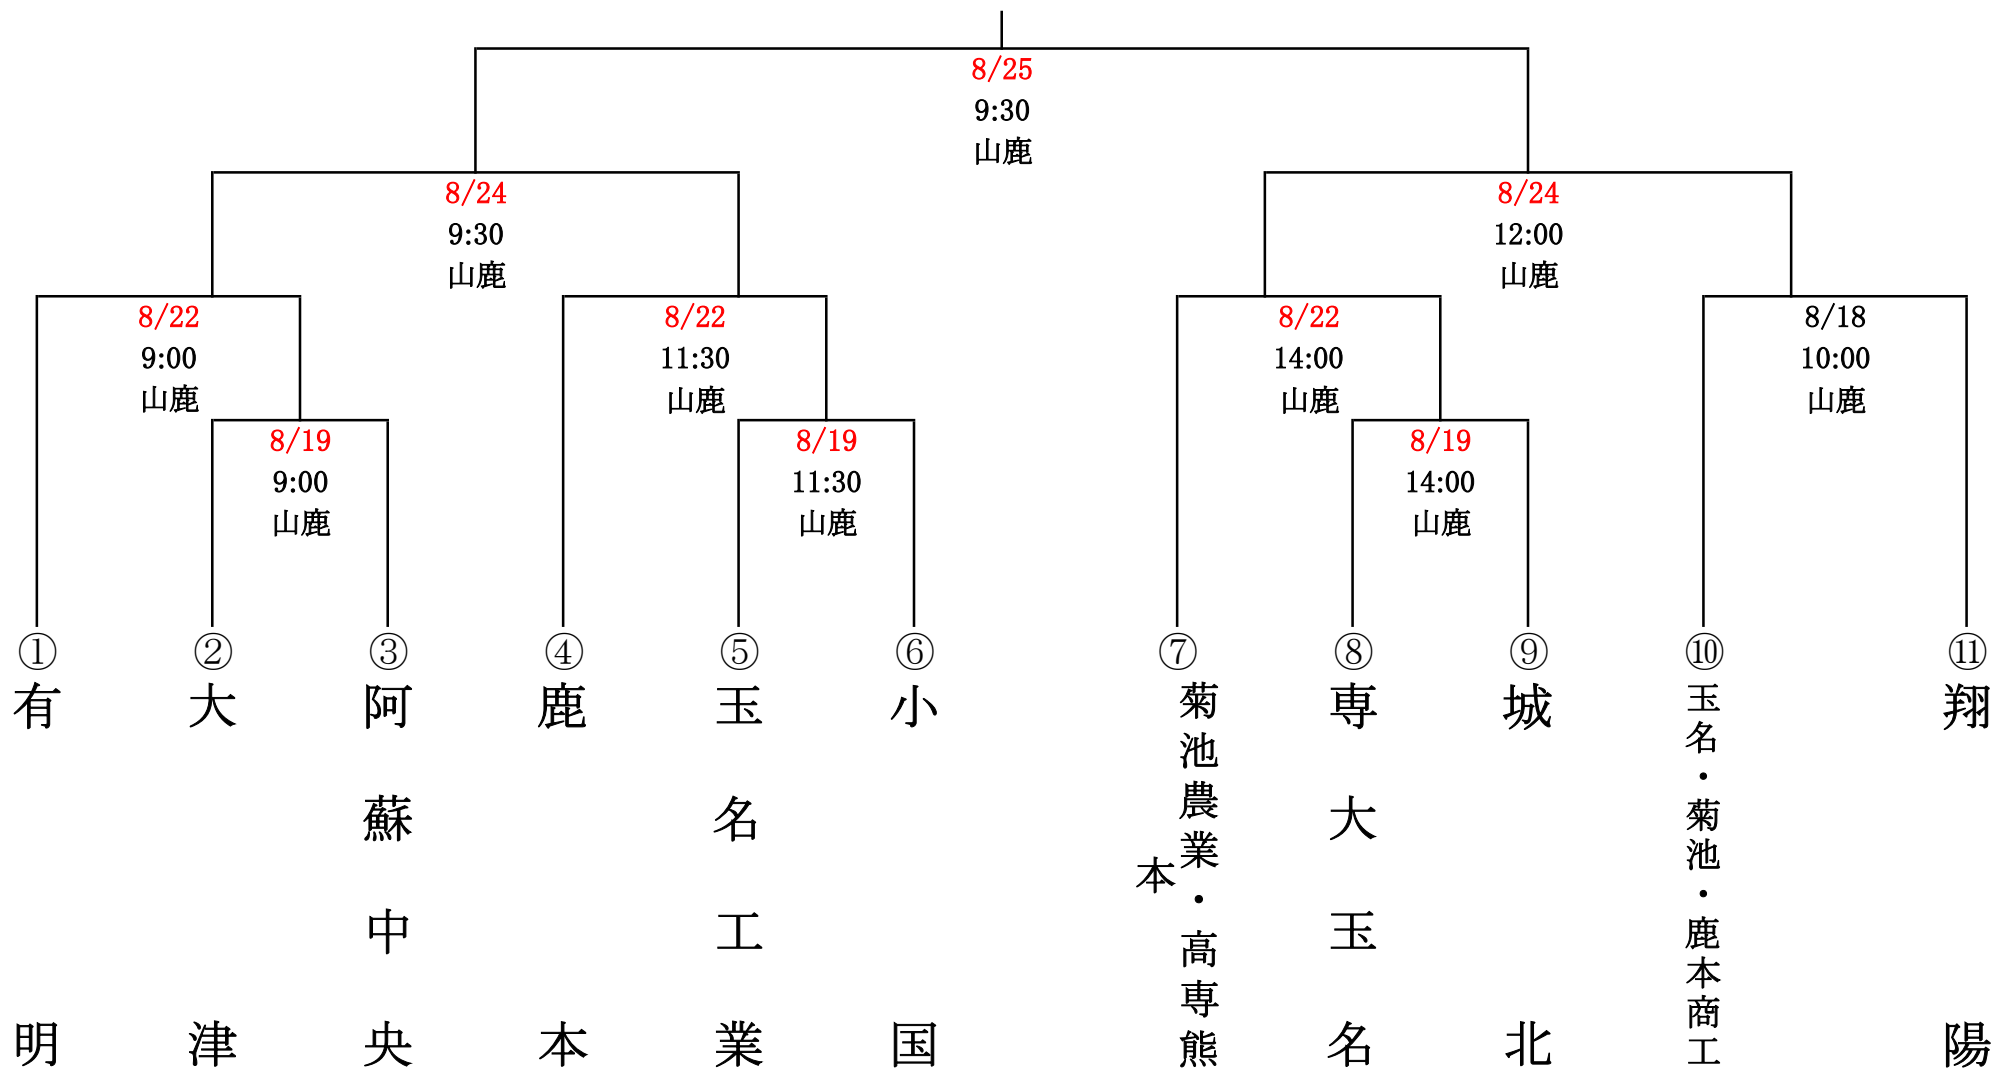 8/25
9:30
山鹿
8/24
9:30
山鹿
8/24
12:00
山鹿
8/22
9:00
山鹿
8/22
11:30
山鹿
8/22
14:00
山鹿
8/18
10:00
山鹿
8/19
9:00
山鹿
8/19
11:30
山鹿
8/19
14:00
山鹿
①
有明
②
大津
③
阿蘇中央
④
鹿本
⑤
玉名工業
⑥
小国
⑦
菊池農業・高専熊
本
⑧
専大玉名
⑨
城北
⑩
玉名・菊池・鹿本商工
⑪
翔陽